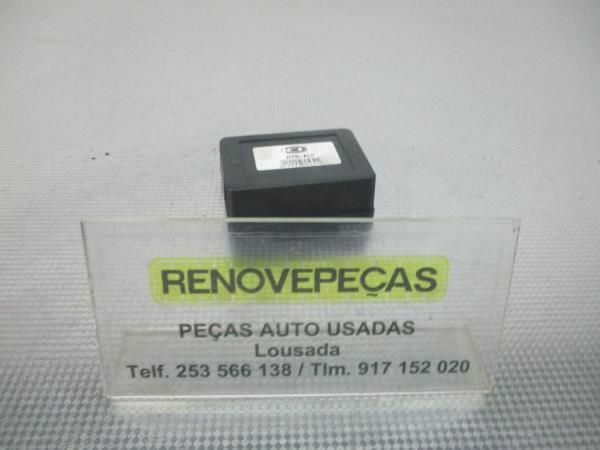 RENOVEPEÇAS
PEÇAS AUTO USADAS
Lousada
Telf. 253 566 138 / Tlm. 917 152 020